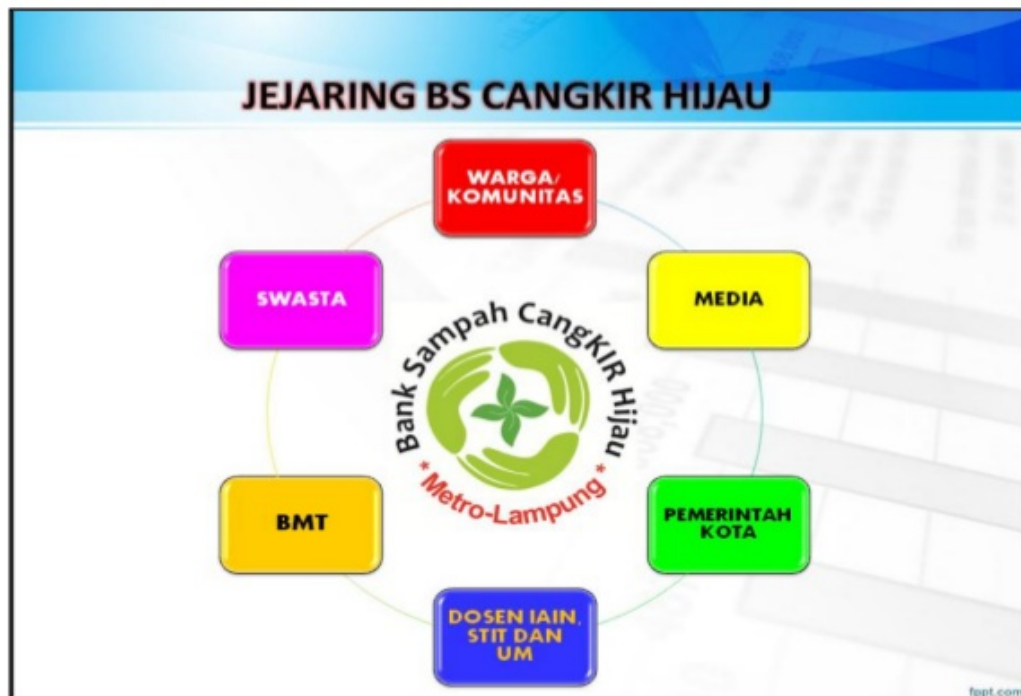 JEJARING BS CANGKIR HIJAU
WARGA/
KOMUNITAS
SWASTA
MEDIA
Bank Sampah CangKIR Hijau
* Metro-Lampung *
BMT
PEMERINTAH
KOTA
DOSEN IAIN,
STIT DAN
UM
fppt.com